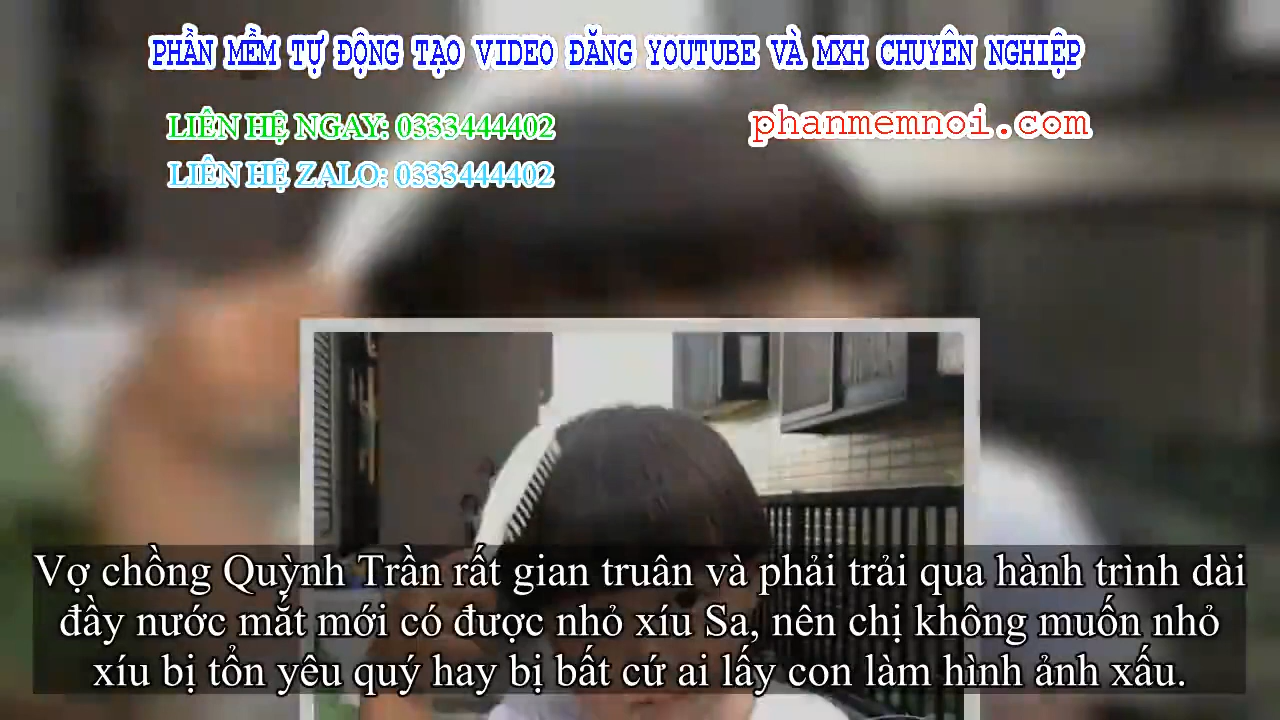 PHẦN MỀM TỰ ĐỘNG TẠO VIDEO ĐĂNG YOUTUBE VÀ MXH CHUYÊN NGHIỆP
LIÊN HỆ NGAY: 0333444402
phanmemnoi.com
LIÊN HỆ ZALO: 0333444402
Vợ chồng Quỳnh Trần rất gian truân và phải trải qua hành trình dài
đầy nước mắt mới có được nhỏ xíu Sa, nên chị không muốn nhỏ
xíu bị tổn yêu quý hay bị bất cứ ai lấy con làm hình ảnh xấu.